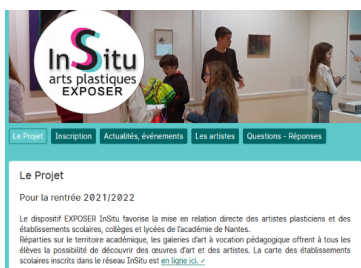 InSitu
arts plastiques
EXPOSER
Le Projet Inscription Actualités, événements Les artistes Questions - Réponses
Le Projet
Pour la rentrée 2021/2022
Le dispositif EXPOSER InSitu favorise la mise en relation directe des artistes plasticiens et des
établissements scolaires, collèges et lycées de l'académie de Nantes.
Réparties sur le territoire académique, les galeries d'art à vocation pédagogique offrent à tous les
élèves la possibilité de découvrir des œuvres d'art et des artistes. La carte des établissements
scolaires inscrits dans le réseau InSitu est en ligne ici.